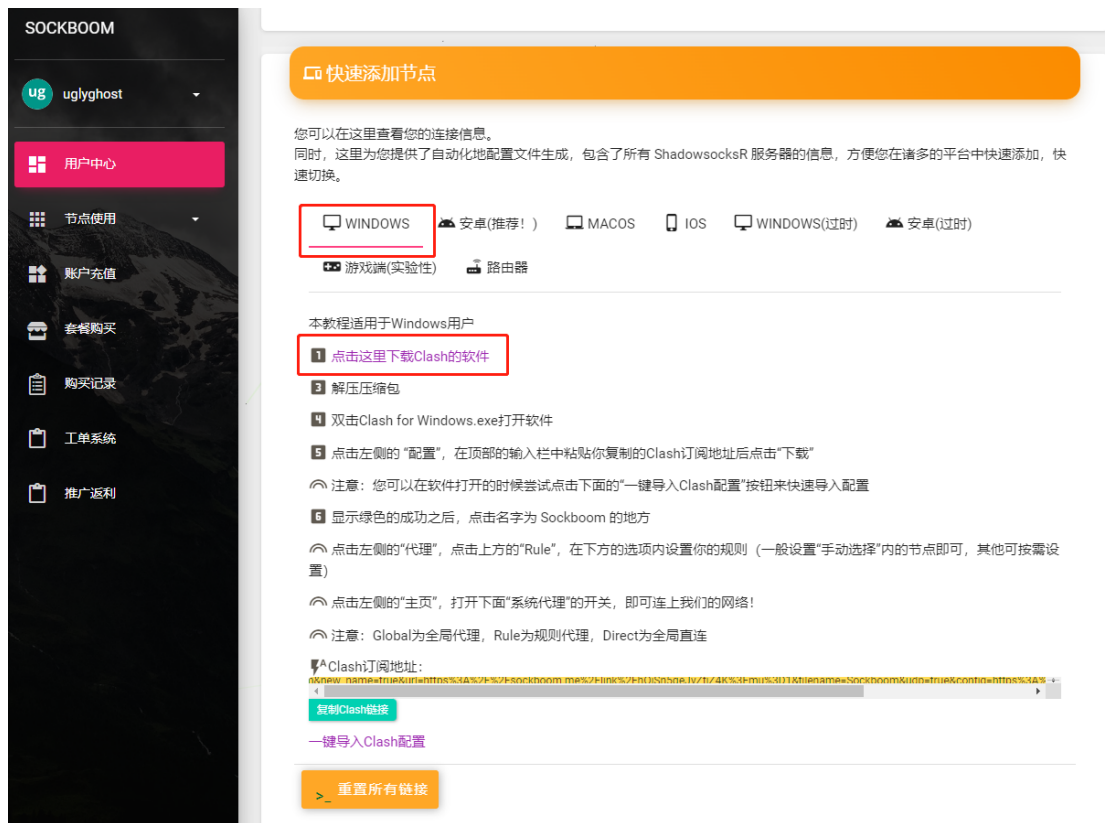 SOCKBOOM
ug uglyghost
用户中心
节点使用
账户充值
套餐购买
购买记录
工单系统
推广返利
快速添加节点
您可以在这里查看您的连接信息。
同时，这里为您提供了自动化地配置文件生成，包含了所有 ShadowsocksR 服务器的信息，方便您在诸多的平台中快速添加，快
速切换。
WINDOWS 安卓(推荐！) MACOS IOS WINDOWS(过时) 安卓(过时)
游戏端(实验性) 路由器
本教程适用于Windows用户
1 点击这里下载Clash的软件
3 解压压缩包
4 双击Clash for Windows.exe打开软件
5 点击左侧的 “配置”，在顶部的输入栏中粘贴你复制的Clash订阅地址后点击“下载”
注意：您可以在软件打开的时候尝试点击下面的“一键导入Clash配置”按钮来快速导入配置
6 显示绿色的成功之后，点击名字为 Sockboom 的地方
点击左侧的“代理”，点击上方的“Rule”，在下方的选项内设置你的规则（一般设置“手动选择”内的节点即可，其他可按需设
置)
点击左侧的“主页”，打开下面“系统代理”的开关，即可连上我们的网络！
注意：Global为全局代理，Rule为规则代理，Direct为全局直连
Clash订阅地址：
复制Clash链接
一键导入Clash配置
>_ 重置所有链接